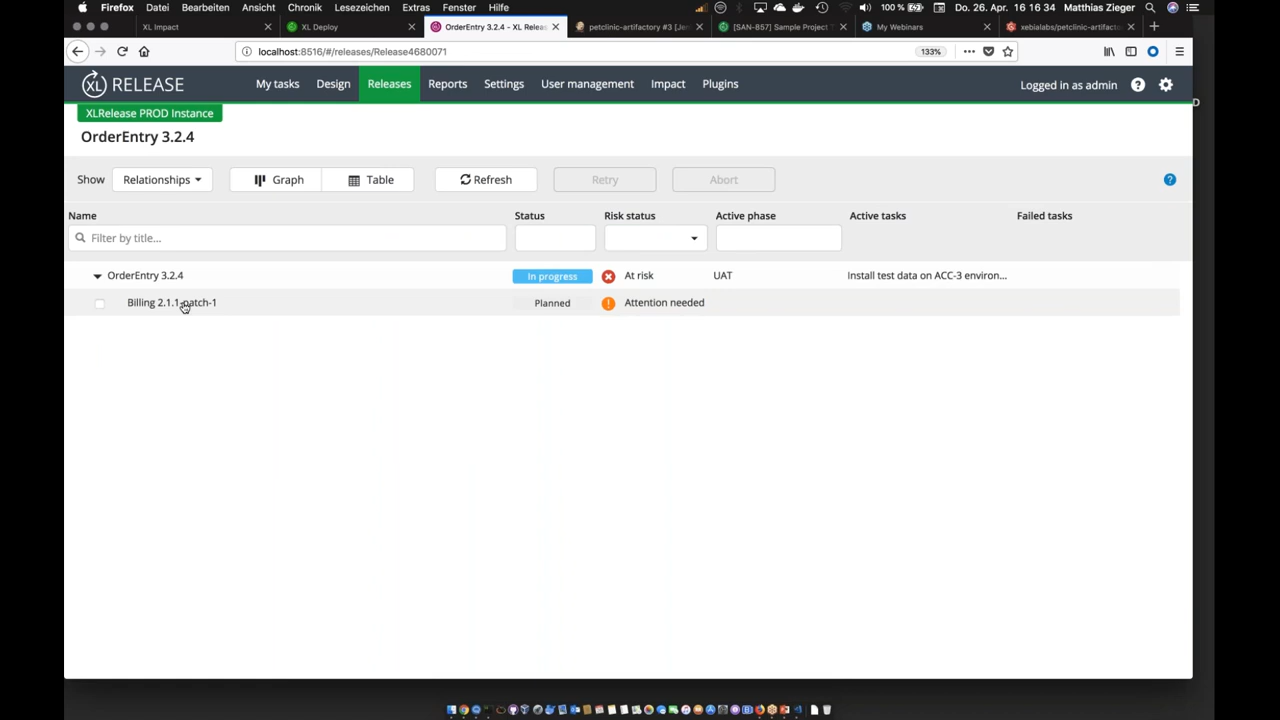 Firefox Datei Bearbeiten Ansicht Chronik Lesezeichen Extras Fenster Hilfe 100 % Do. 26. Apr. 16 16 34 Matthias Zieger
XL Impact XL Deploy OrderEntry 3.2.4 - XL Releas petclinic-artifactory #3 [Jen [SAN-857] Sample Project T My Webinars xebialabs/petclinic-artifacto
localhost:8516/#/releases/Release4680071 133%
XL RELEASE My tasks Design Releases Reports Settings User management Impact Plugins Logged in as admin
XLRelease PROD Instance
OrderEntry 3.2.4
Show Relationships Graph Table Refresh Retry Abort
Name Status Risk status Active phase Active tasks Failed tasks
Filter by title...
OrderEntry 3.2.4 In progress At risk UAT Install test data on ACC-3 environ...
Billing 2.1.1-patch-1 Planned Attention needed